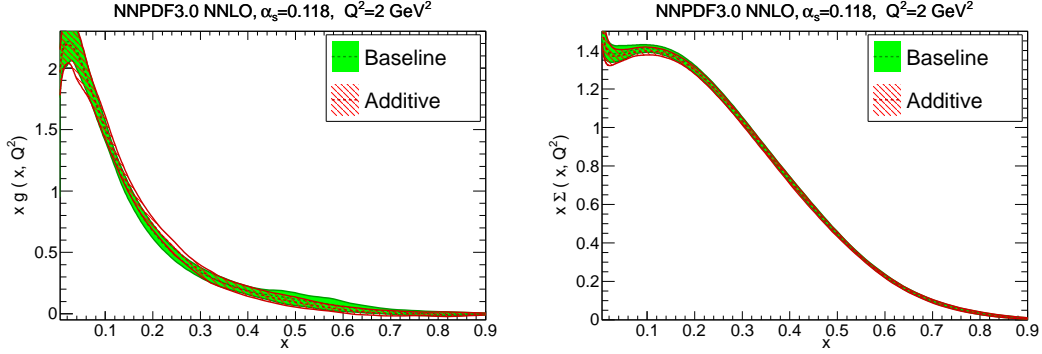 NNPDF3.0 NNLO, αs=0.118, Q²=2 GeV²
x g ( x, Q²)
2
1.5
1
0.5
0
0.1 0.2 0.3 0.4 0.5 0.6 0.7 0.8 0.9
x
Baseline
Additive
NNPDF3.0 NNLO, αs=0.118, Q²=2 GeV²
x Σ ( x, Q²)
1.4
1.2
1
0.8
0.6
0.4
0.2
0
0.1 0.2 0.3 0.4 0.5 0.6 0.7 0.8 0.9
x
Baseline
Additive